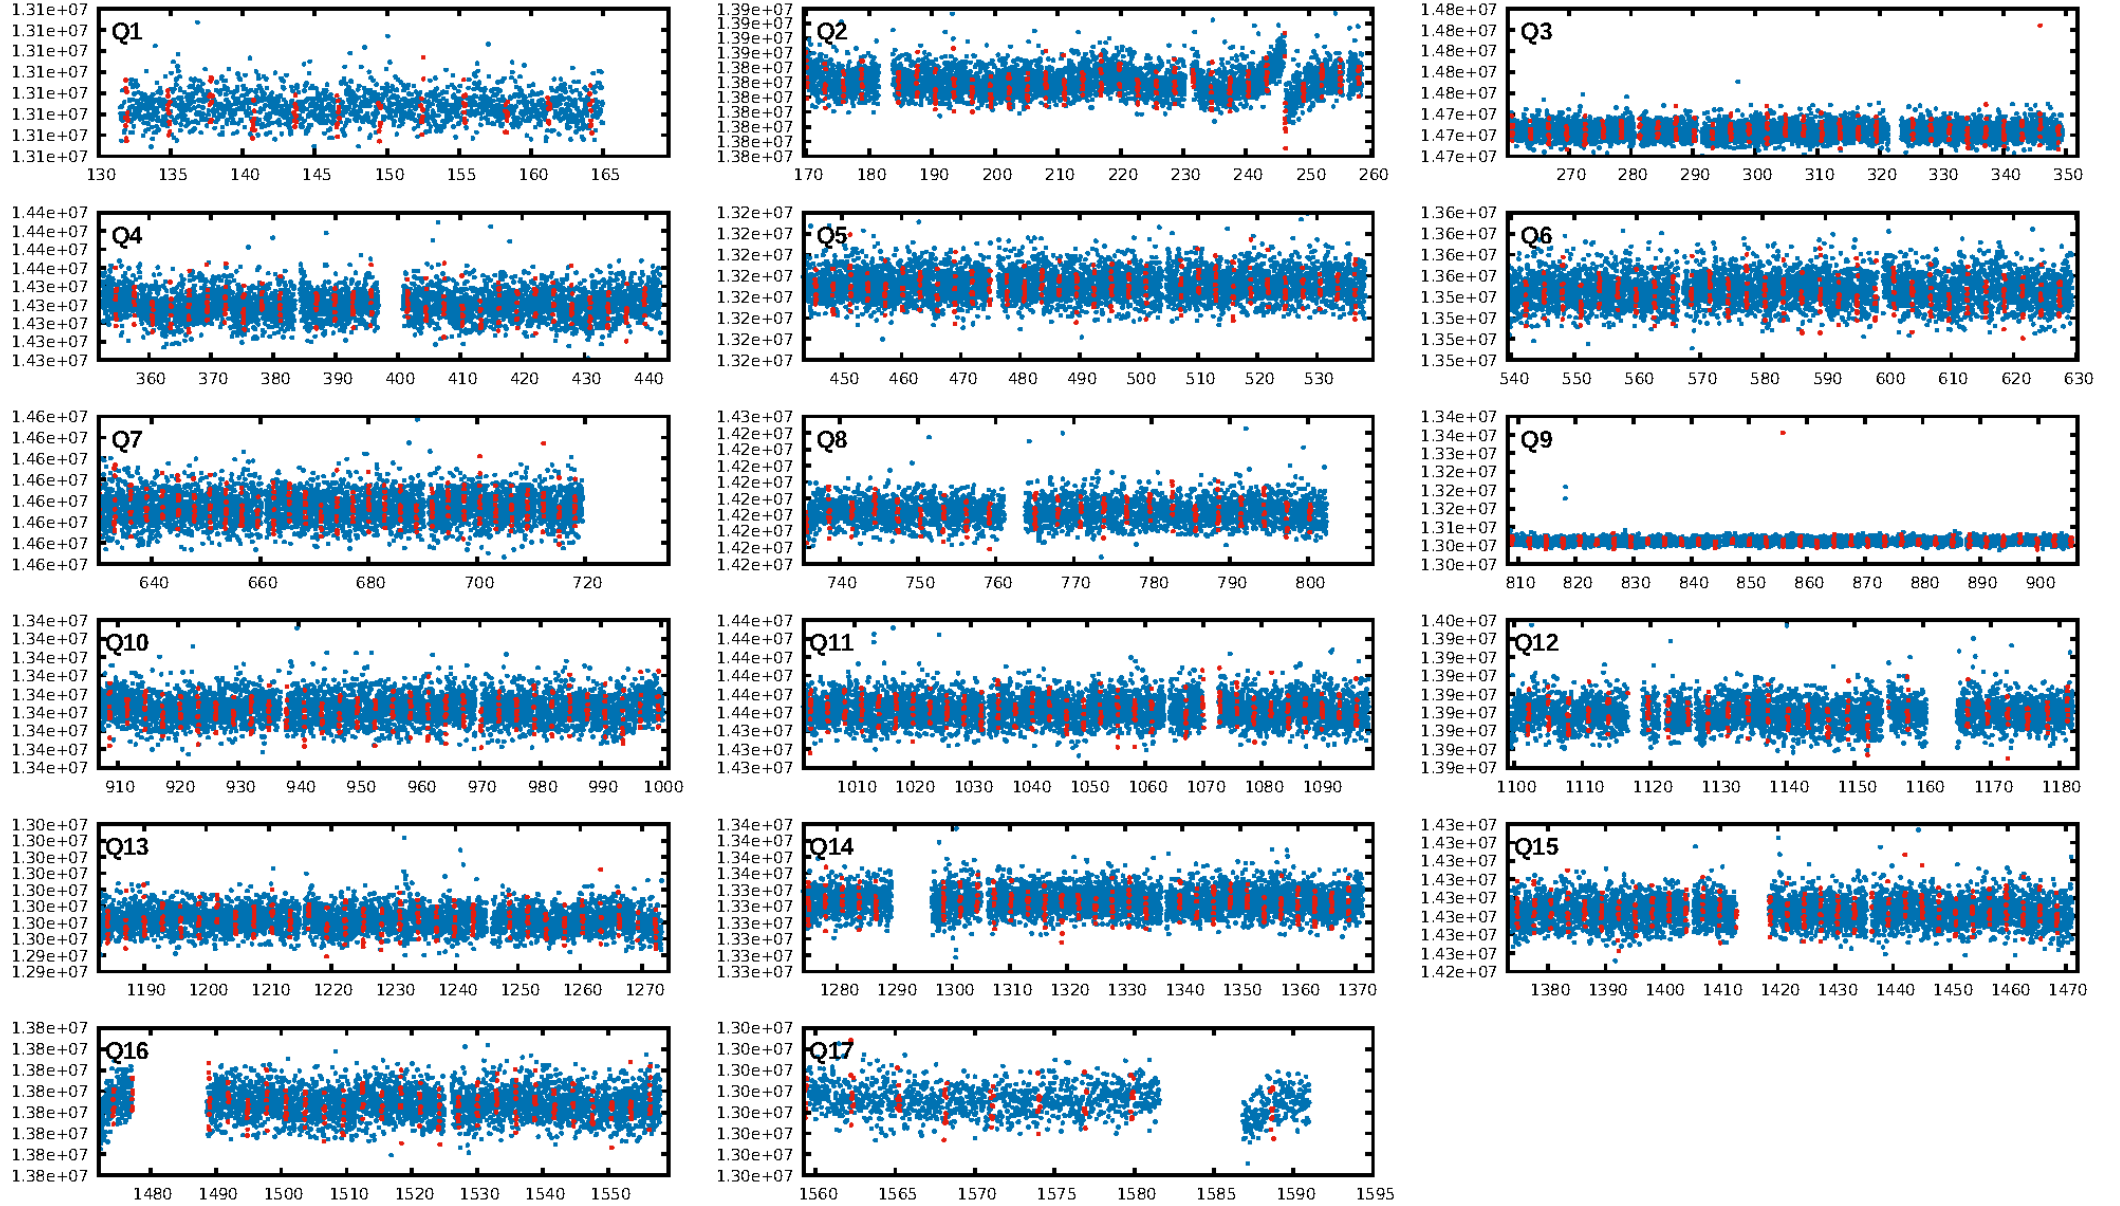 1.31e+07
1.31e+07
1.31e+07
1.31e+07
1.31e+07
1.31e+07
1.31e+07
1.31e+07
Q1
130 135 140 145 150 155 160 165
1.39e+07
1.39e+07
1.39e+07
1.39e+07
1.38e+07
1.38e+07
1.38e+07
1.38e+07
1.38e+07
1.38e+07
1.38e+07
Q2
170 180 190 200 210 220 230 240 250 260
1.48e+07
1.48e+07
1.48e+07
1.48e+07
1.48e+07
1.47e+07
1.47e+07
1.47e+07
Q3
270 280 290 300 310 320 330 340 350
1.44e+07
1.44e+07
1.44e+07
1.44e+07
1.43e+07
1.43e+07
1.43e+07
1.43e+07
1.43e+07
Q4
360 370 380 390 400 410 420 430 440
1.32e+07
1.32e+07
1.32e+07
1.32e+07
1.32e+07
1.32e+07
1.32e+07
1.32e+07
Q5
450 460 470 480 490 500 510 520 530
1.36e+07
1.36e+07
1.36e+07
1.36e+07
1.35e+07
1.35e+07
1.35e+07
1.35e+07
Q6
540 550 560 570 580 590 600 610 620 630
1.46e+07
1.46e+07
1.46e+07
1.46e+07
1.46e+07
1.46e+07
1.46e+07
1.46e+07
Q7
640 660 680 700 720
1.43e+07
1.42e+07
1.42e+07
1.42e+07
1.42e+07
1.42e+07
1.42e+07
1.42e+07
1.42e+07
1.42e+07
Q8
740 750 760 770 780 790 800
1.34e+07
1.34e+07
1.33e+07
1.32e+07
1.32e+07
1.32e+07
1.31e+07
1.30e+07
1.30e+07
Q9
810 820 830 840 850 860 870 880 890 900
1.34e+07
1.34e+07
1.34e+07
1.34e+07
1.34e+07
1.34e+07
1.34e+07
1.34e+07
1.34e+07
Q10
910 920 930 940 950 960 970 980 990 1000
1.44e+07
1.44e+07
1.44e+07
1.44e+07
1.44e+07
1.44e+07
1.43e+07
1.43e+07
1.43e+07
Q11
1010 1020 1030 1040 1050 1060 1070 1080 1090
1.40e+07
1.39e+07
1.39e+07
1.39e+07
1.39e+07
1.39e+07
1.39e+07
1.39e+07
1.39e+07
Q12
1100 1110 1120 1131 1140 1150 1160 1170 1180
1.30e+07
1.30e+07
1.30e+07
1.30e+07
1.30e+07
1.30e+07
1.30e+07
1.30e+07
1.29e+07
1.29e+07
Q13
1190 1200 1210 1220 1230 1240 1250 1260 1270
1.34e+07
1.34e+07
1.34e+07
1.34e+07
1.33e+07
1.33e+07
1.33e+07
1.33e+07
1.33e+07
1.33e+07
Q14
1280 1290 1300 1310 1320 1330 1340 1350 1360 1370
1.43e+07
1.43e+07
1.43e+07
1.43e+07
1.43e+07
1.43e+07
1.43e+07
1.43e+07
1.42e+07
Q15
1380 1390 1400 1410 1420 1430 1440 1450 1460 1470
1.38e+07
1.38e+07
1.38e+07
1.38e+07
1.38e+07
1.38e+07
1.38e+07
1.38e+07
Q16
1480 1490 1500 1510 1520 1530 1540 1550
1.30e+07
1.30e+07
1.30e+07
1.30e+07
1.30e+07
1.30e+07
1.30e+07
1.30e+07
Q17
1560 1565 1570 1575 1580 1585 1590 1595